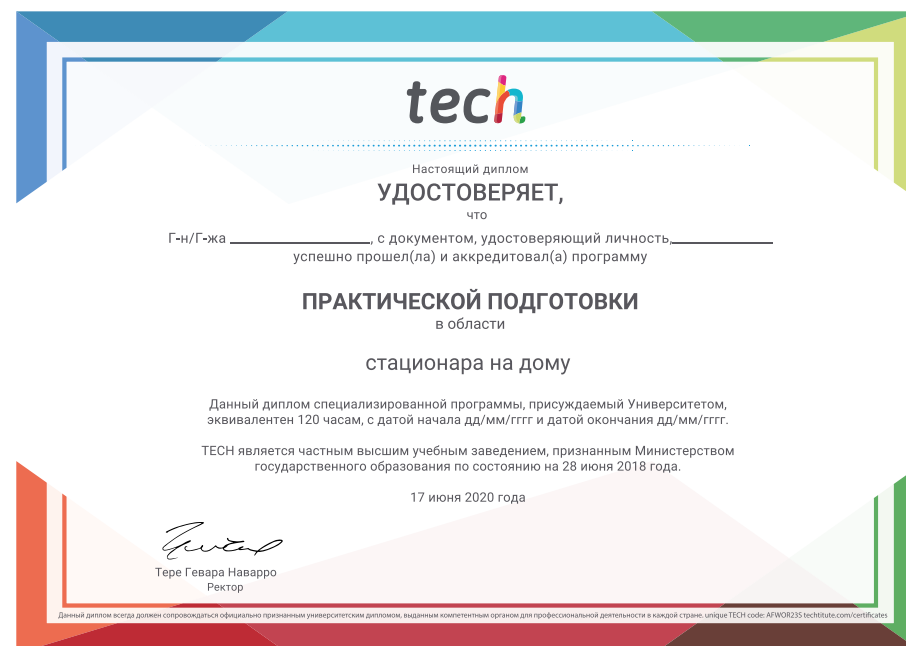 tech
Настоящий диплом
УДОСТОВЕРЯЕТ,
что
Г-н/Г-жа ____________________, с документом, удостоверяющий личность,______________
успешно прошел(ла) и аккредитовал(а) программу
ПРАКТИЧЕСКОЙ ПОДГОТОВКИ
в области
стационара на дому
Данный диплом специализированной программы, присуждаемый Университетом,
эквивалентен 120 часам, с датой начала дд/мм/гггг и датой окончания дд/мм/гггг.
TECH является частным высшим учебным заведением, признанным Министерством
государственного образования по состоянию на 28 июня 2018 года.
17 июня 2020 года
Тере Гевара Наварро
Ректор
Данный диплом всегда должен сопровождаться официально признанным университетским дипломом, выданным компетентным органом для профессиональной деятельности в каждой стране. unique TECH code: AFWOR23S techtitute.com/certificates